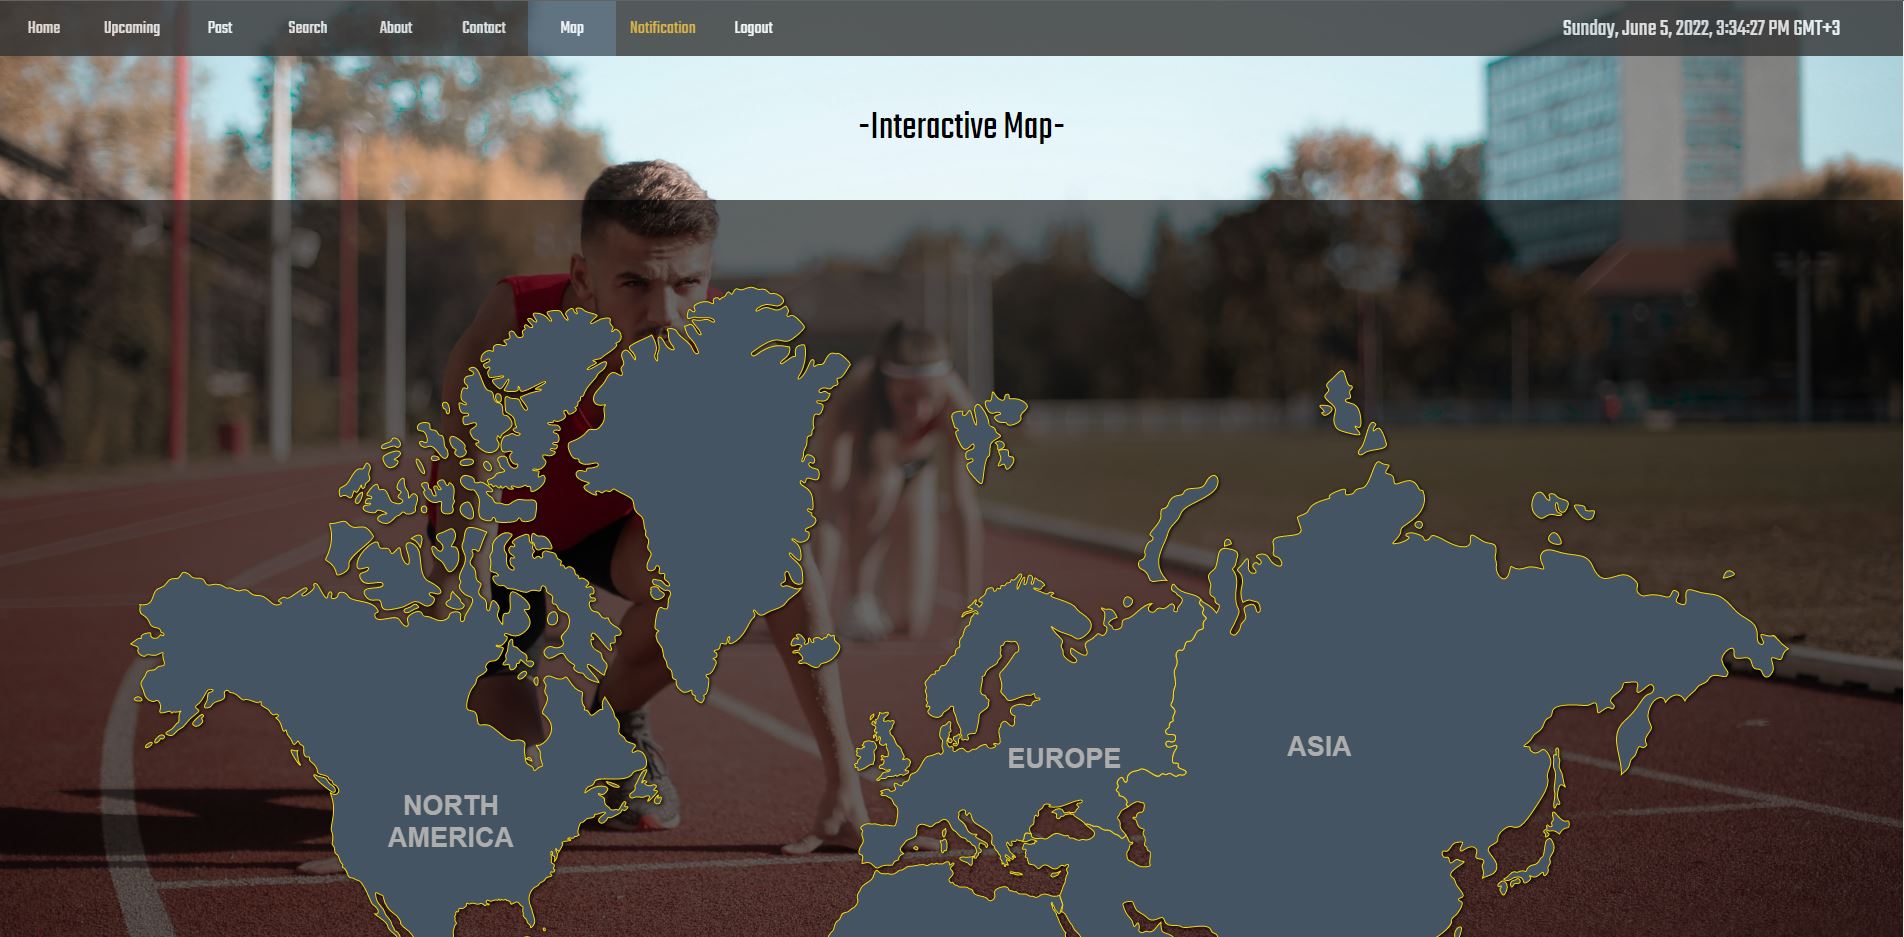 Home Upcoming Past Search About Contact Map Notification Logout Sunday, June 5, 2022, 3:34:27 PM GMT+3
-Interactive Map-
EUROPE
ASIA
NORTH
AMERICA